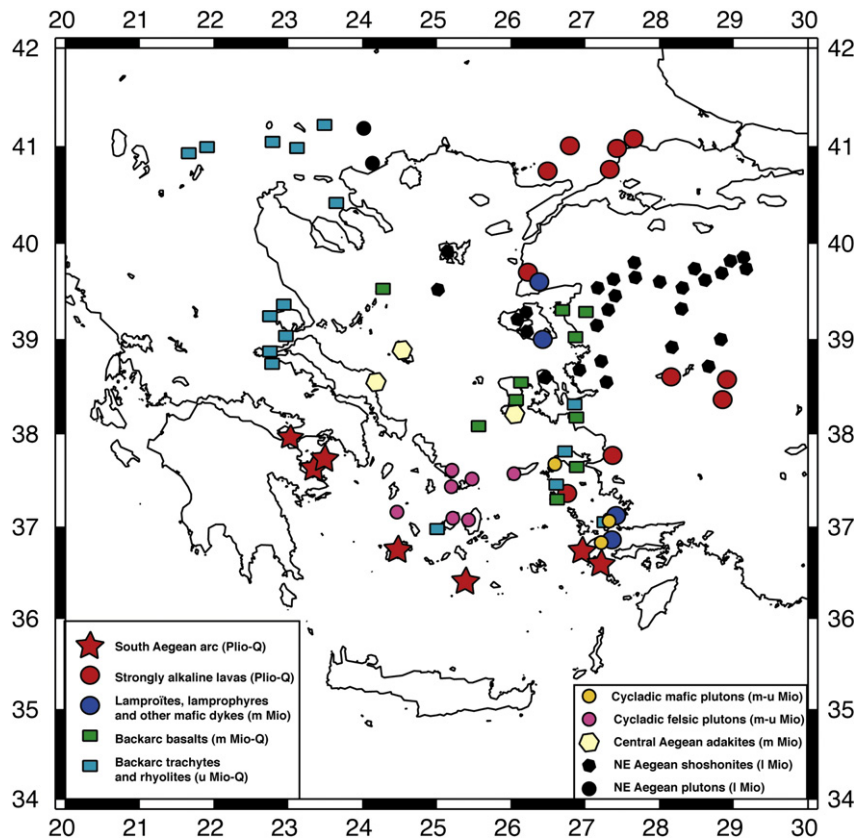 20 21 22 23 24 25 26 27 28 29 30
42 42
41 41
40 40
39 39
38 38
37 37
36 36
35 35
34 34
20 21 22 23 24 25 26 27 28 29 30
South Aegean arc (Plio-Q)
Strongly alkaline lavas (Plio-Q)
Lamproïtes, lamprophyres
and other mafic dykes (m Mio)
Backarc basalts (m Mio-Q)
Backarc trachytes
and rhyolites (u Mio-Q)
Cycladic mafic plutons (m-u Mio)
Cycladic felsic plutons (m-u Mio)
Central Aegean adakites (m Mio)
NE Aegean shoshonites (l Mio)
NE Aegean plutons (l Mio)